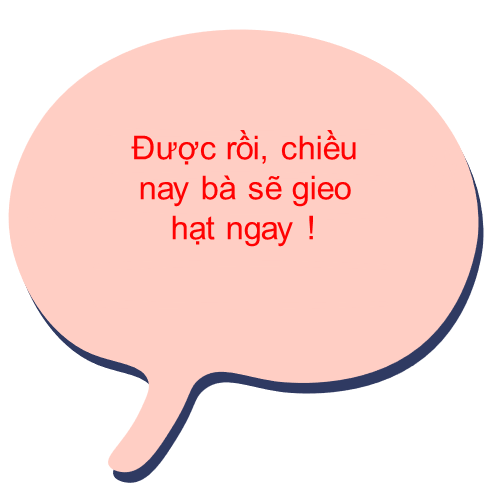 Được rồi, chiều
nay bà sẽ gieo
hạt ngay !